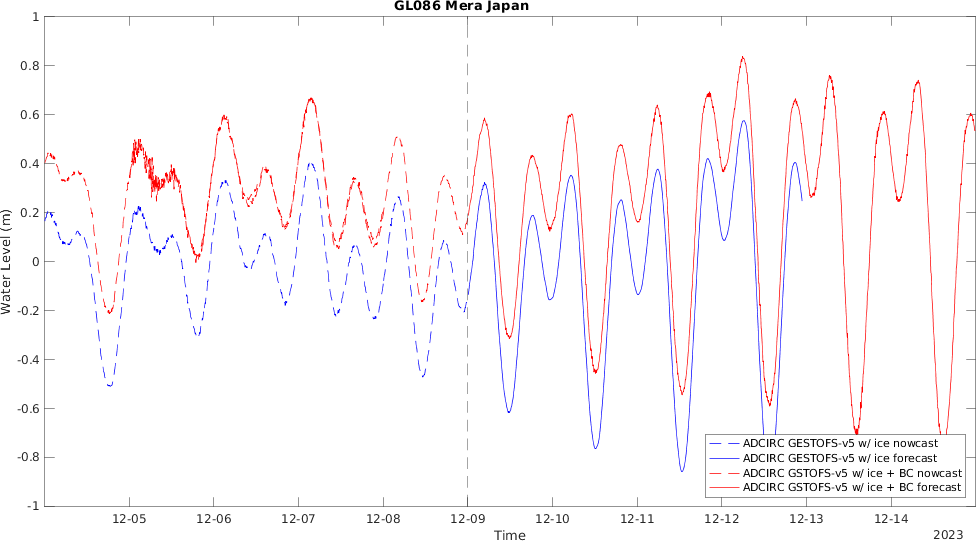 GL086 Mera Japan
1
0.8
0.6
0.4
0.2
0
-0.2
-0.4
-0.6
-0.8
-1
Water Level (m)
ADCIRC GESTOFS-v5 w/ ice nowcast
ADCIRC GESTOFS-v5 w/ ice forecast
ADCIRC GSTOFS-v5 w/ ice + BC nowcast
ADCIRC GSTOFS-v5 w/ ice + BC forecast
12-05 12-06 12-07 12-08 12-09 12-10 12-11 12-12 12-13 12-14
Time
2023